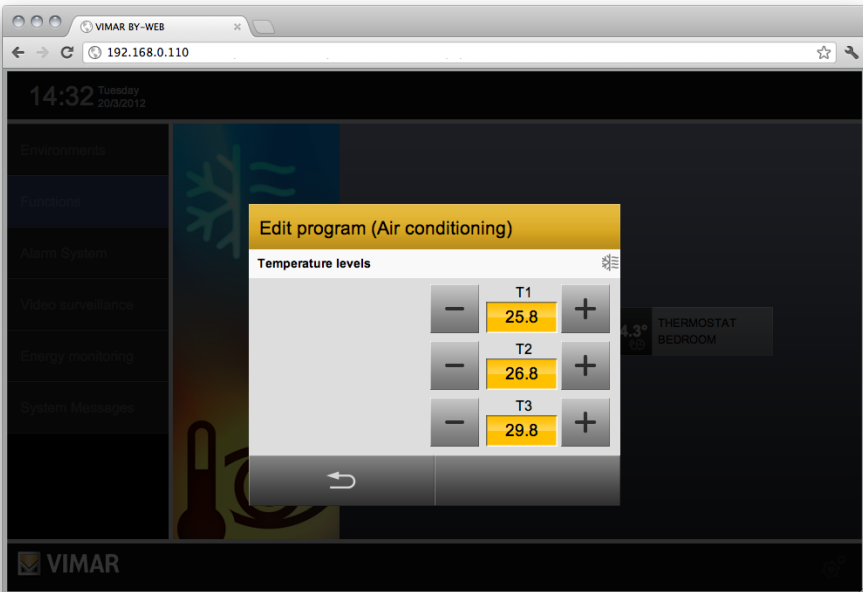 VIMAR BY-WEB
192.168.0.110
14:32 Tuesday
20/3/2012
Environments
Functions
Alarm System
Video surveillance
Energy monitoring
System Messages
Edit program (Air conditioning)
Temperature levels
T1
25.8
T2
26.8
T3
29.8
4.3°
THERMOSTAT
BEDROOM
VIMAR